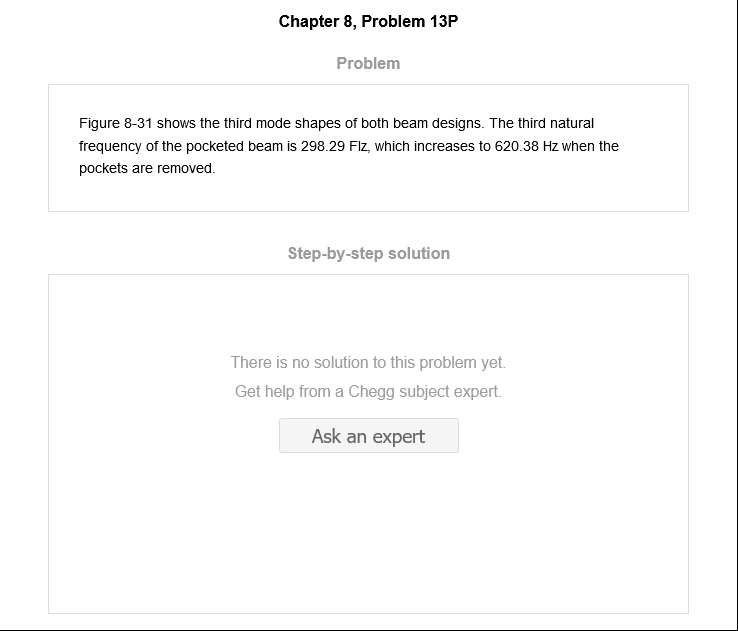 Chapter 8, Problem 13P
Problem
Figure 8-31 shows the third mode shapes of both beam designs. The third natural
frequency of the pocketed beam is 298.29 Flz, which increases to 620.38 Hz when the
pockets are removed.
Step-by-step solution
There is no solution to this problem yet.
Get help from a Chegg subject expert.
Ask an expert